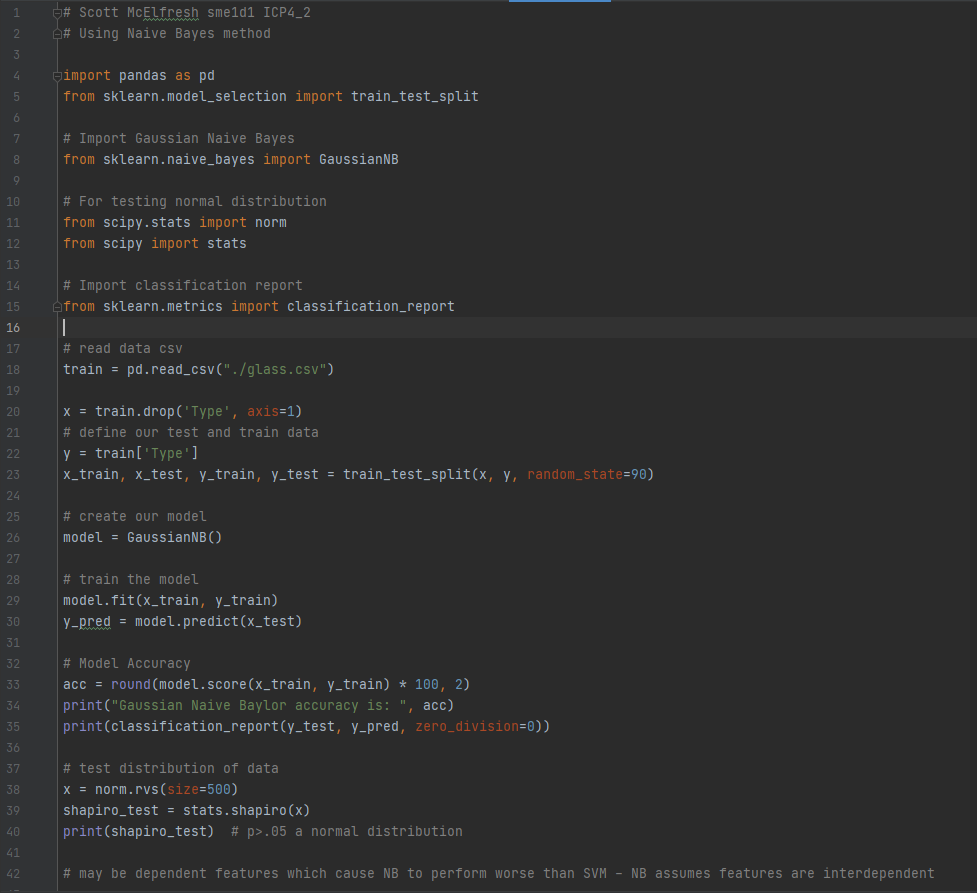 1 # Scott McElfresh sme1d1 ICP4_2
2 # Using Naive Bayes method
3
4 import pandas as pd
5 from sklearn.model_selection import train_test_split
6
7 # Import Gaussian Naive Bayes
8 from sklearn.naive_bayes import GaussianNB
9
10 # For testing normal distribution
11 from scipy.stats import norm
12 from scipy import stats
13
14 # Import classification report
15 from sklearn.metrics import classification_report
16
17 # read data csv
18 train = pd.read_csv("./glass.csv")
19
20 x = train.drop('Type', axis=1)
21 # define our test and train data
22 y = train['Type']
23 x_train, x_test, y_train, y_test = train_test_split(x, y, random_state=90)
24
25 # create our model
26 model = GaussianNB()
27
28 # train the model
29 model.fit(x_train, y_train)
30 y_pred = model.predict(x_test)
31
32 # Model Accuracy
33 acc = round(model.score(x_train, y_train) * 100, 2)
34 print("Gaussian Naive Baylor accuracy is: ", acc)
35 print(classification_report(y_test, y_pred, zero_division=0))
36
37 # test distribution of data
38 x = norm.rvs(size=500)
39 shapiro_test = stats.shapiro(x)
40 print(shapiro_test)  # p>.05 a normal distribution
41
42 # may be dependent features which cause NB to perform worse than SVM – NB assumes features are interdependent